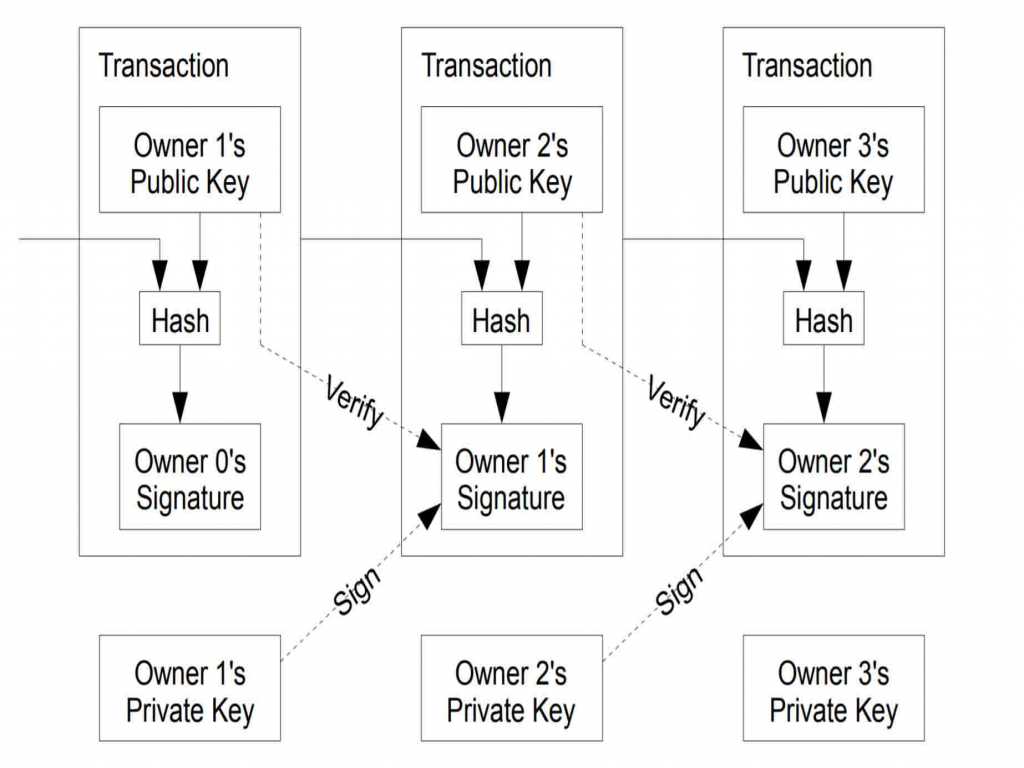 Transaction
Transaction
Transaction
Owner 1's
Public Key
Owner 2's
Public Key
Owner 3's
Public Key
Hash
Hash
Hash
Verify
Verify
Owner 0's
Signature
Owner 1's
Signature
Owner 2's
Signature
Sign
Sign
Owner 1's
Private Key
Owner 2's
Private Key
Owner 3's
Private Key